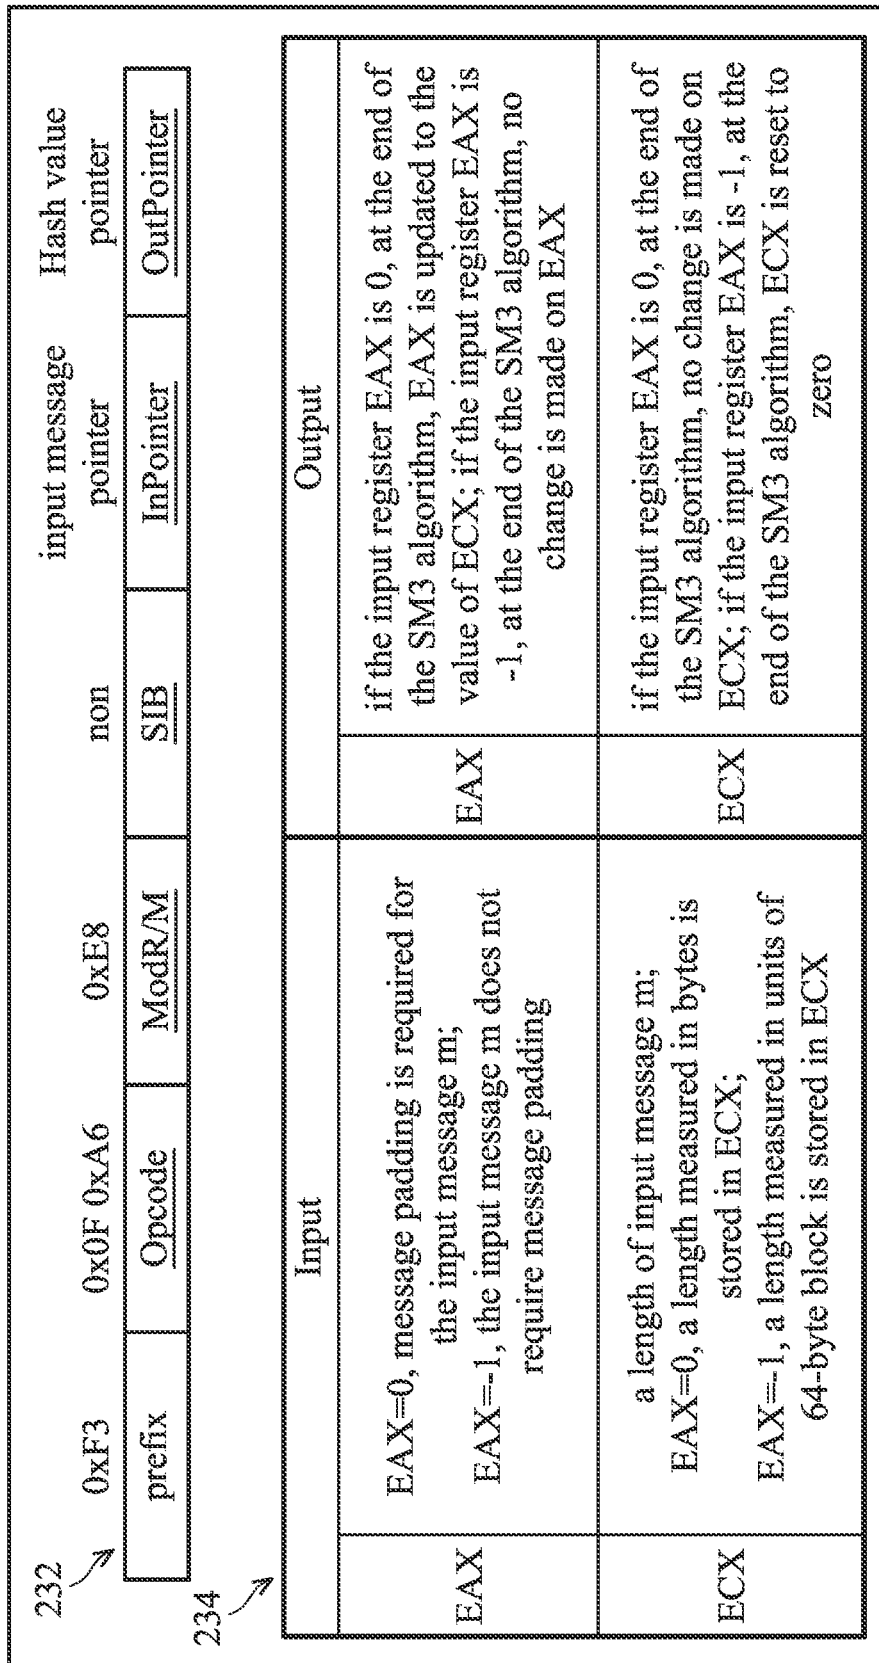 232
0xF3
0x0F 0xA6
0xE8
non
input message
pointer
Hash value
pointer
prefix
Opcode
ModR/M
SIB
InPointer
OutPointer
234
Input
Output
EAX
EAX=0, message padding is required for
the input message m;
EAX=-1, the input message m does not
require message padding
EAX
if the input register EAX is 0, at the end of
the SM3 algorithm, EAX is updated to the
value of ECX; if the input register EAX is
-1, at the end of the SM3 algorithm, no
change is made on EAX
ECX
a length of input message m;
EAX=0, a length measured in bytes is
stored in ECX;
EAX=-1, a length measured in units of
64-byte block is stored in ECX
ECX
if the input register EAX is 0, at the end of
the SM3 algorithm, no change is made on
ECX; if the input register EAX is -1, at the
end of the SM3 algorithm, ECX is reset to
zero